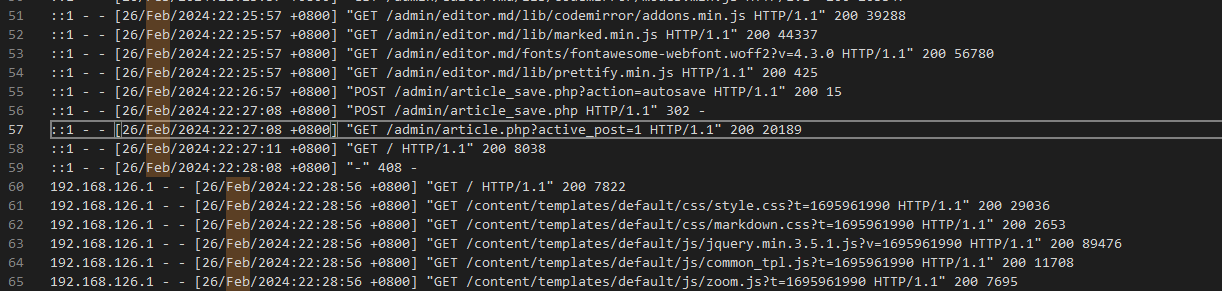 51 ::1 - - [26/Feb/2024:22:25:57 +0800] "GET /admin/editor.md/lib/codemirror/addons.min.js HTTP/1.1" 200 39288
52 ::1 - - [26/Feb/2024:22:25:57 +0800] "GET /admin/editor.md/lib/marked.min.js HTTP/1.1" 200 44337
53 ::1 - - [26/Feb/2024:22:25:57 +0800] "GET /admin/editor.md/fonts/fontawesome-webfont.woff2?v=4.3.0 HTTP/1.1" 200 56780
54 ::1 - - [26/Feb/2024:22:25:57 +0800] "GET /admin/editor.md/lib/prettify.min.js HTTP/1.1" 200 425
55 ::1 - - [26/Feb/2024:22:26:57 +0800] "POST /admin/article_save.php?action=autosave HTTP/1.1" 200 15
56 ::1 - - [26/Feb/2024:22:27:08 +0800] "POST /admin/article_save.php HTTP/1.1" 302 -
57 ::1 - - [26/Feb/2024:22:27:08 +0800] "GET /admin/article.php?active_post=1 HTTP/1.1" 200 20189
58 ::1 - - [26/Feb/2024:22:27:11 +0800] "GET / HTTP/1.1" 200 8038
59 ::1 - - [26/Feb/2024:22:28:08 +0800] "-" 408 -
60 192.168.126.1 - - [26/Feb/2024:22:28:56 +0800] "GET / HTTP/1.1" 200 7822
61 192.168.126.1 - - [26/Feb/2024:22:28:56 +0800] "GET /content/templates/default/css/style.css?t=1695961990 HTTP/1.1" 200 29036
62 192.168.126.1 - - [26/Feb/2024:22:28:56 +0800] "GET /content/templates/default/css/markdown.css?t=1695961990 HTTP/1.1" 200 2653
63 192.168.126.1 - - [26/Feb/2024:22:28:56 +0800] "GET /content/templates/default/js/jquery.min.3.5.1.js?v=1695961990 HTTP/1.1" 200 89476
64 192.168.126.1 - - [26/Feb/2024:22:28:56 +0800] "GET /content/templates/default/js/common_tpl.js?t=1695961990 HTTP/1.1" 200 11708
65 192.168.126.1 - - [26/Feb/2024:22:28:56 +0800] "GET /content/templates/default/js/zoom.js?t=1695961990 HTTP/1.1" 200 7695